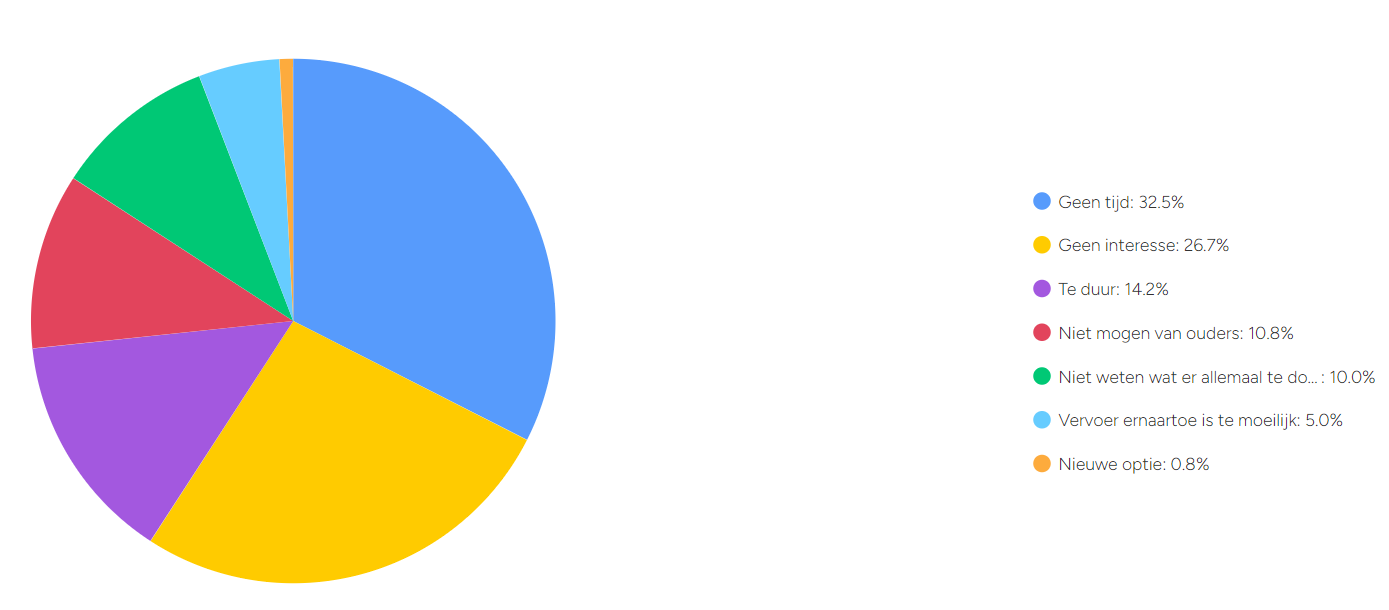 Geen tijd: 32.5%
Geen interesse: 26.7%
Te duur: 14.2%
Niet mogen van ouders: 10.8%
Niet weten wat er allemaal te do... : 10.0%
Vervoer ernaartoe is te moeilijk: 5.0%
Nieuwe optie: 0.8%